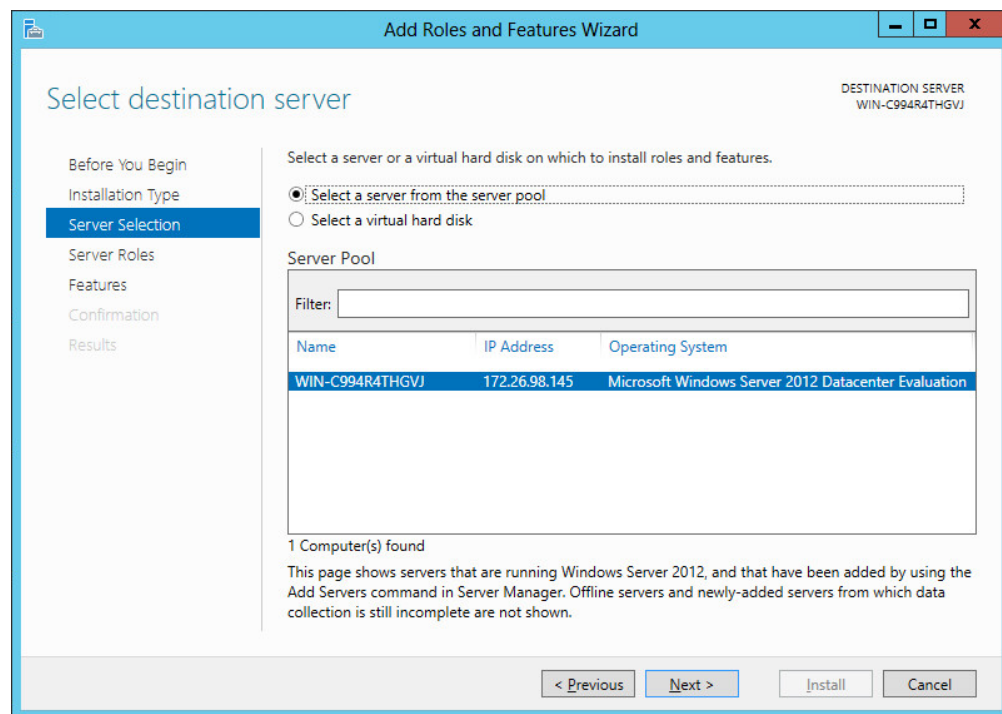 Add Roles and Features Wizard
Select destination server
DESTINATION SERVER
WIN-C994R4THGVJ
Before You Begin
Installation Type
Server Selection
Server Roles
Features
Confirmation
Results
Select a server or a virtual hard disk on which to install roles and features.
Select a server from the server pool
Select a virtual hard disk
Server Pool
Filter:
Name IP Address Operating System
WIN-C994R4THGVJ 172.26.98.145 Microsoft Windows Server 2012 Datacenter Evaluation
1 Computer(s) found
This page shows servers that are running Windows Server 2012, and that have been added by using the
Add Servers command in Server Manager. Offline servers and newly-added servers from which data
collection is still incomplete are not shown.
< Previous Next > Install Cancel